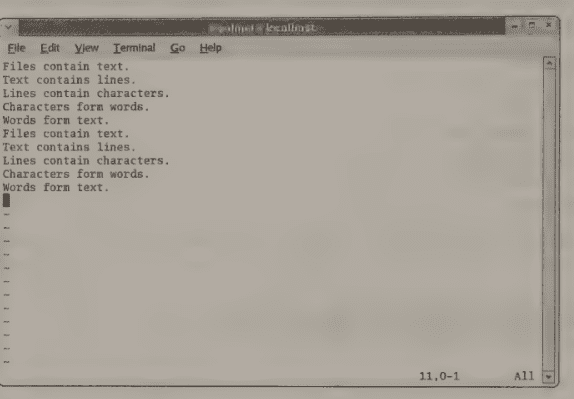 File Edit View Terminal Go Help
Files contain text.
Text contains lines.
Lines contain characters.
Characters form words.
Words form text.
Files contain text.
Text contains lines.
Lines contain characters.
Characters form words.
Words form text.
~
~
~
~
~
~
~
~
~
~
~
~
11,0-1 All